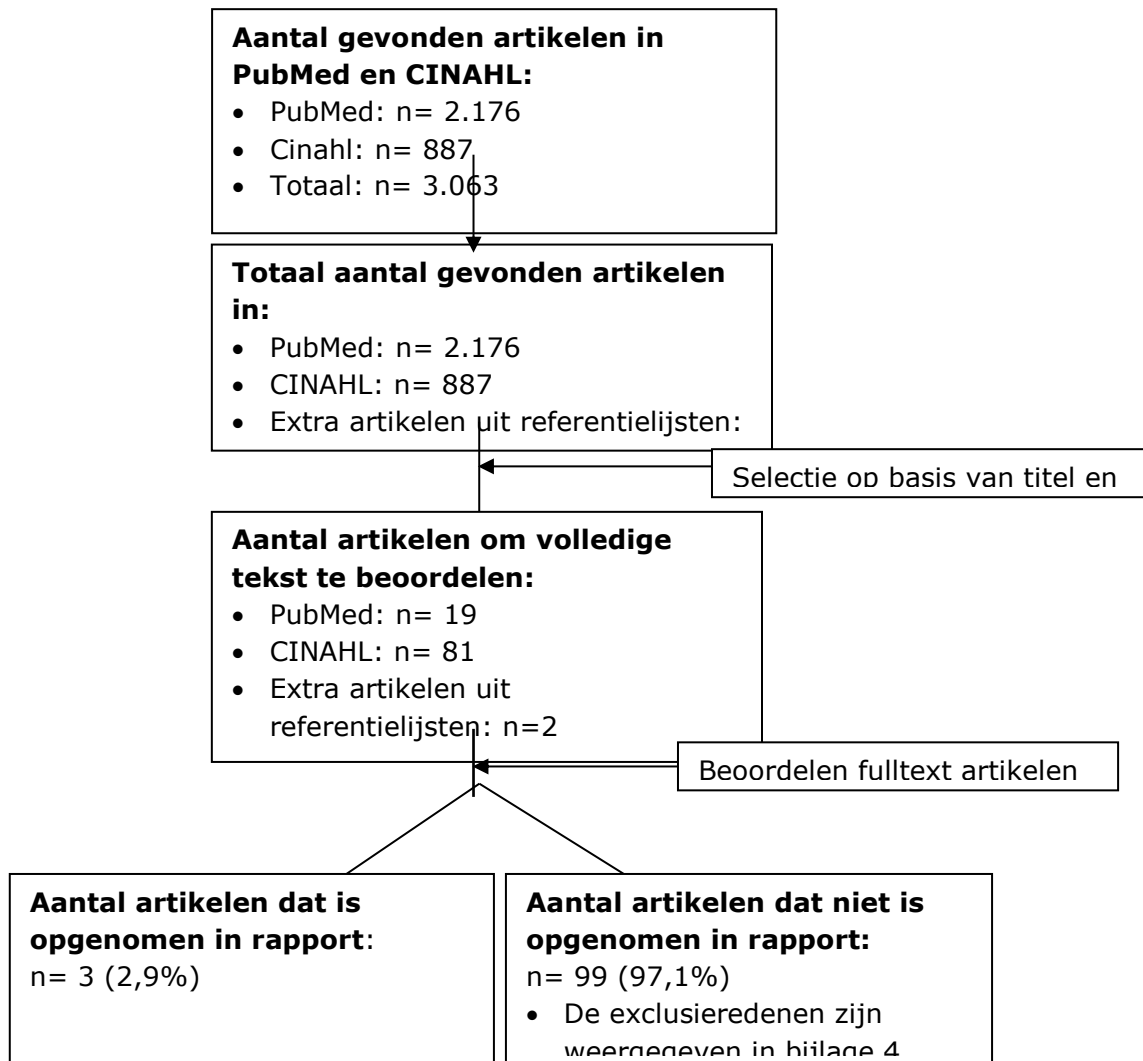 Aantal gevonden artikelen in
PubMed en CINAHL:
• PubMed: n= 2.176
• Cinahl: n= 887
• Totaal: n= 3.063
Totaal aantal gevonden artikelen
in:
• PubMed: n= 2.176
• CINAHL: n= 887
• Extra artikelen uit referentielijsten:
Selectie op basis van titel en
Aantal artikelen om volledige
tekst te beoordelen:
• PubMed: n= 19
• CINAHL: n= 81
• Extra artikelen uit
referentielijsten: n=2
Beoordelen fulltext artikelen
Aantal artikelen dat is
opgenomen in rapport:
n= 3 (2,9%)
Aantal artikelen dat niet is
opgenomen in rapport:
n= 99 (97,1%)
• De exclusieredenen zijn
weergegeven in bijlage 4